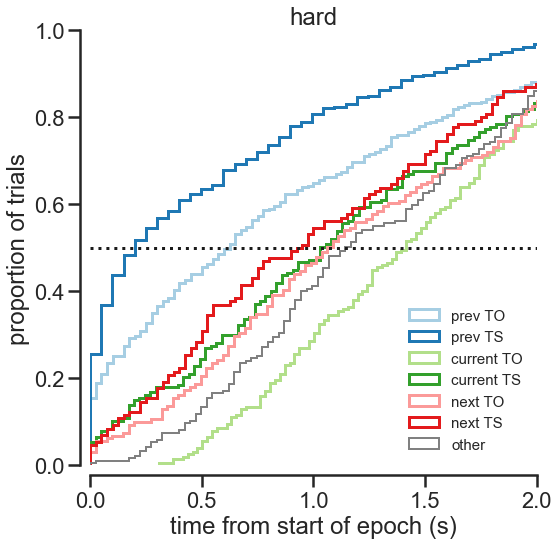 hard
proportion of trials
1.0
0.8
0.6
0.4
0.2
0.0
prev TO
prev TS
current TO
current TS
next TO
next TS
other
0.0 0.5 1.0 1.5 2.0
time from start of epoch (s)